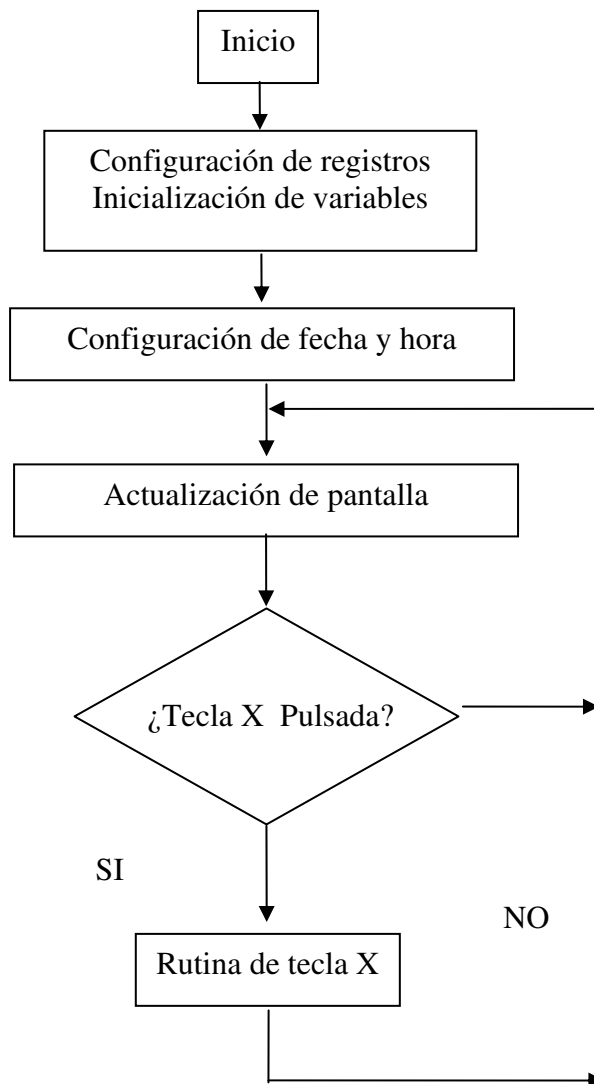 Inicio
Configuración de registros
Inicialización de variables
Configuración de fecha y hora
Actualización de pantalla
¿Tecla X Pulsada?
SI
NO
Rutina de tecla X